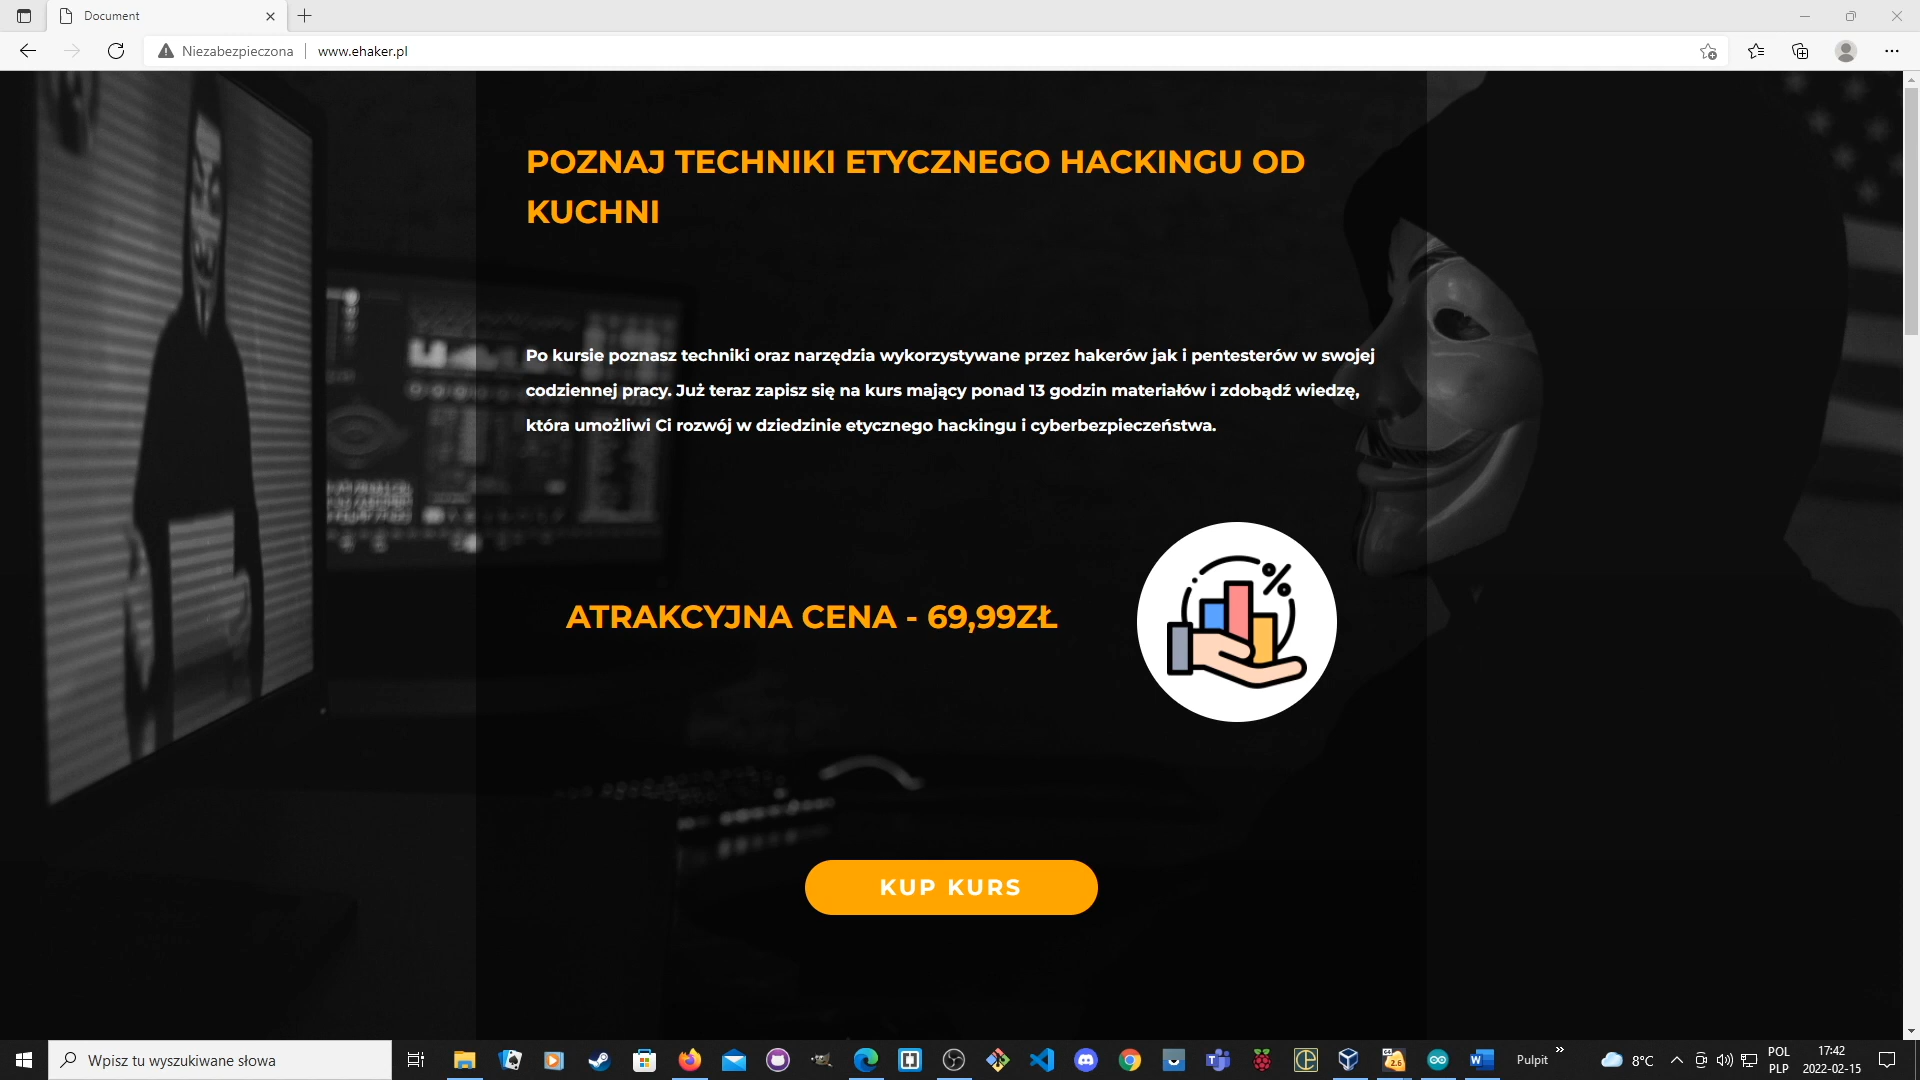 Document
Niezabezpieczona
www.ehaker.pl
POZNAJ TECHNIKI ETYCZNEGO HACKINGU OD
KUCHNI
Po kursie poznasz techniki oraz narzędzia wykorzystywane przez hakerów jak i pentesterów w swojej
codziennej pracy. Już teraz zapisz się na kurs mający ponad 13 godzin materiałów i zdobądź wiedzę,
która umożliwi Ci rozwój w dziedzinie etycznego hackingu i cyberbezpieczeństwa.
ATRAKCYJNA CENA - 69,99ZŁ
%
KUP KURS
Wpisz tu wyszukiwane słowa
2.6
W
Pulpit
8°C
POL
PLP
17:42
2022-02-15